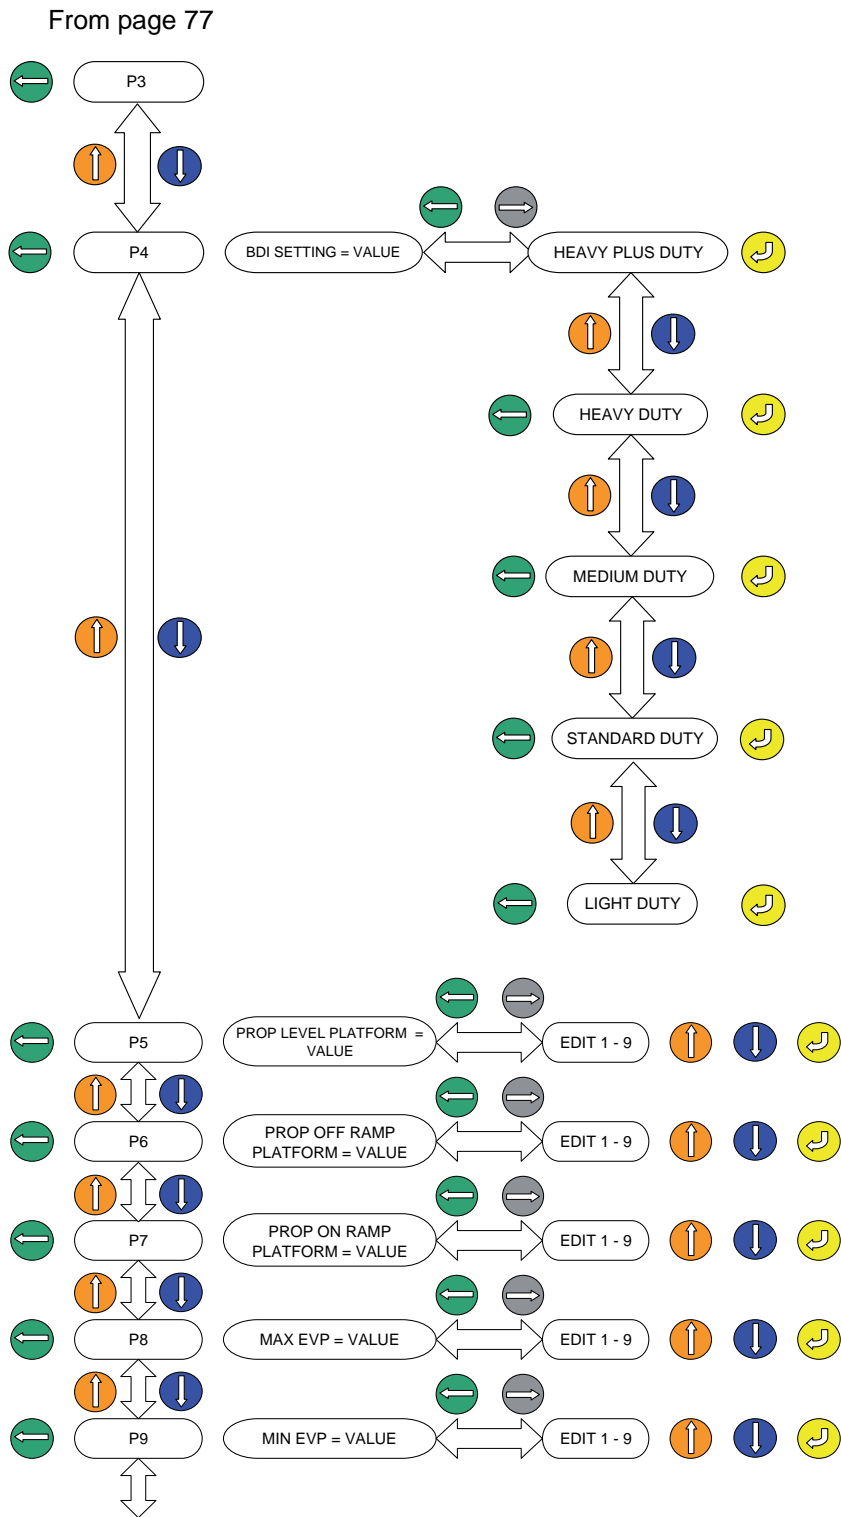 From page 77
P3
P4
BDI SETTING = VALUE
HEAVY PLUS DUTY
HEAVY DUTY
MEDIUM DUTY
STANDARD DUTY
LIGHT DUTY
P5
PROP LEVEL PLATFORM =
VALUE
EDIT 1 - 9
P6
PROP OFF RAMP
PLATFORM = VALUE
EDIT 1 - 9
P7
PROP ON RAMP
PLATFORM = VALUE
EDIT 1 - 9
P8
MAX EVP = VALUE
EDIT 1 - 9
P9
MIN EVP = VALUE
EDIT 1 - 9